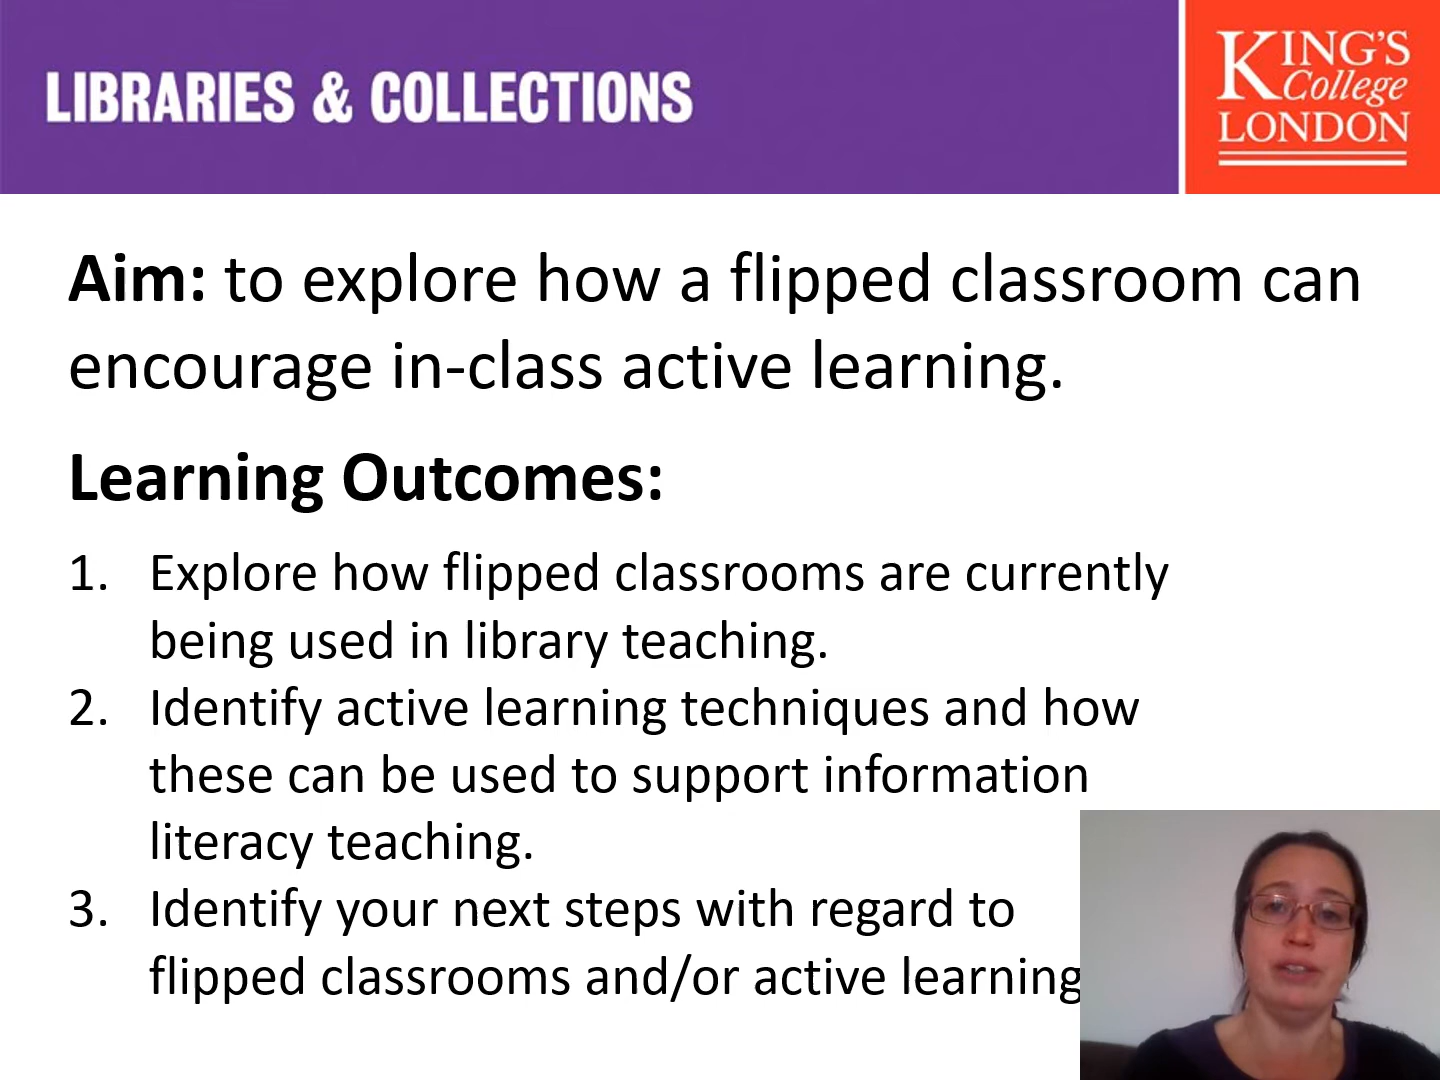 LIBRARIES & COLLECTIONS
KING'S
College
LONDON
Aim: to explore how a flipped classroom can
encourage in-class active learning.
Learning Outcomes:
1. Explore how flipped classrooms are currently
being used in library teaching.
2. Identify active learning techniques and how
these can be used to support information
literacy teaching.
3. Identify your next steps with regard to
flipped classrooms and/or active learning